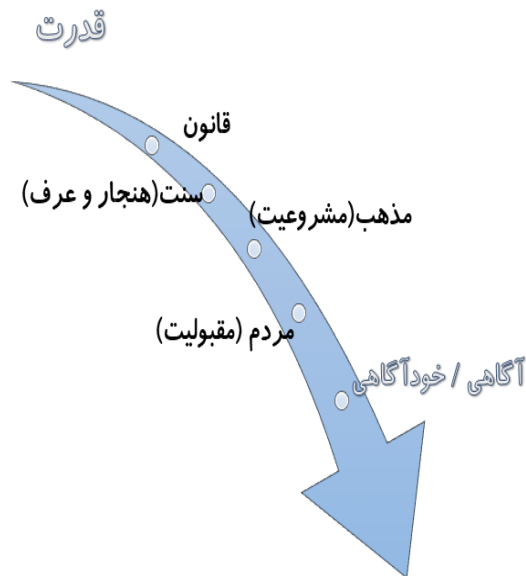 قدرت
قانون
سنت(هنجار و عرف)
مذهب(مشروعیت)
مردم (مقبولیت)
آگاهی / خودآگاهی